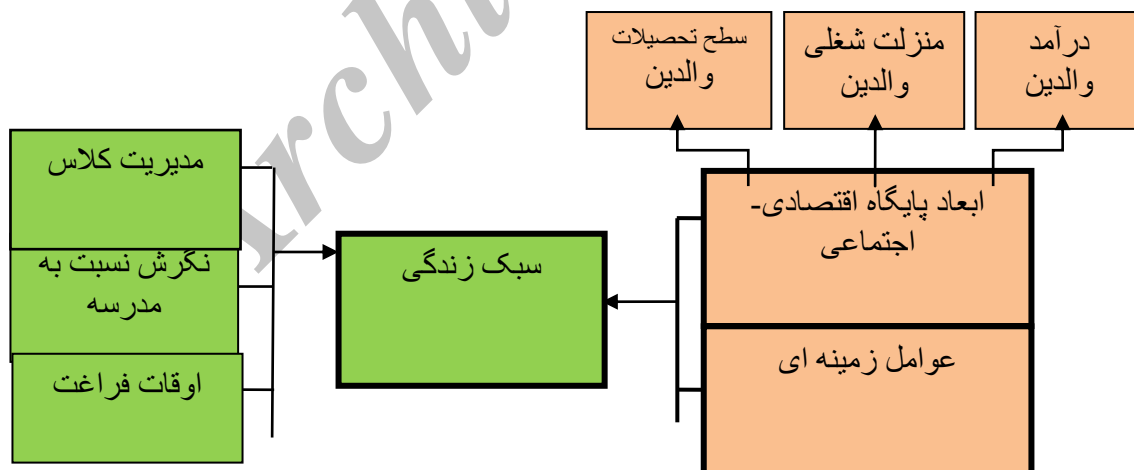 درآمد
والدین
منزلت شغلی
والدین
سطح تحصیلات
والدین
ابعاد پایگاه اقتصادی-
اجتماعی
عوامل زمینه ای
سبک زندگی
مدیریت کلاس
نگرش نسبت به
مدرسه
اوقات فراغت